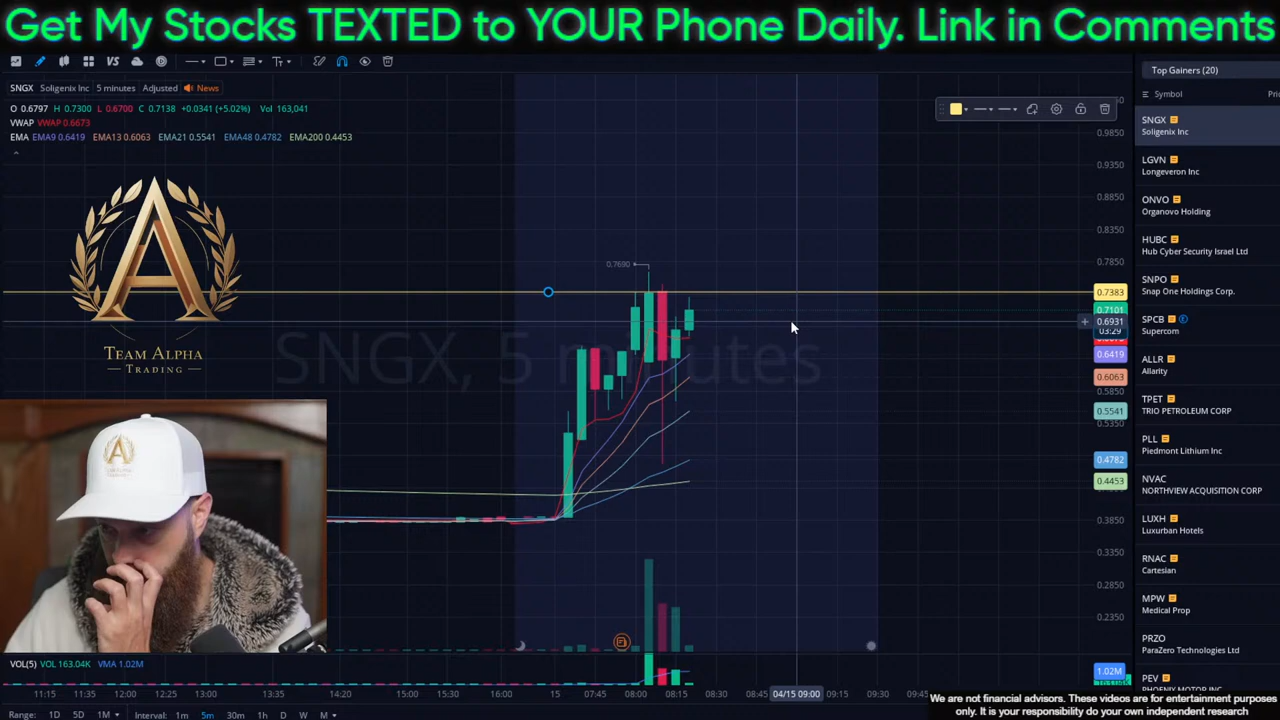 Get My Stocks TEXTED to YOUR Phone Daily. Link in Comments
VS
SNGX Soligenix Inc 5 minutes Adjusted News
O 0.6797 H 0.7300 L 0.6700 C 0.7138 +0.0341 (+5.02%) Vol 163,041
VWAP VWAP 0.6673
EMA EMA9 0.6419 EMA13 0.6063 EMA21 0.5541 EMA48 0.4782 EMA200 0.4453
A
TEAM ALPHA
TRADING
0.7690
SNGX, 5 minutes
0.9850
0.9350
0.8850
0.8350
0.7850
0.7383
0.7101
0.6931
03:29
0.6419
0.6063
0.5850
0.5541
0.5350
0.4782
0.4453
0.3850
0.3350
0.2850
0.2350
1.02M
Top Gainers (20)
Symbol
SNGX
Soligenix Inc
LGVN
Longeveron Inc
ONVO
Organovo Holding
HUBC
Hub Cyber Security Israel Ltd
SNPO
Snap One Holdings Corp.
SPCB
Supercom
ALLR
Allarity
TPET
TRIO PETROLEUM CORP
PLL
Piedmont Lithium Inc
NVAC
NORTHVIEW ACQUISITION CORP
LUXH
Luxurban Hotels
RNAC
Cartesian
MPW
Medical Prop
PRZO
ParaZero Technologies Ltd
PEV
VOL(5) VOL 163.04K VMA 1.02M
11:15 11:35 12:00 12:25 13:00 13:35 14:20 15:00 15:40 16:00 15 07:45 08:00 08:15 08:30 08:45 04/15 09:00 09:15 09:30 09:45
Range: 1D 5D 1M Interval: 1m 5m 30m 1h D W M
We are not financial advisors. These videos are for entertainment purposes
only. It is your responsibility do your own independent research